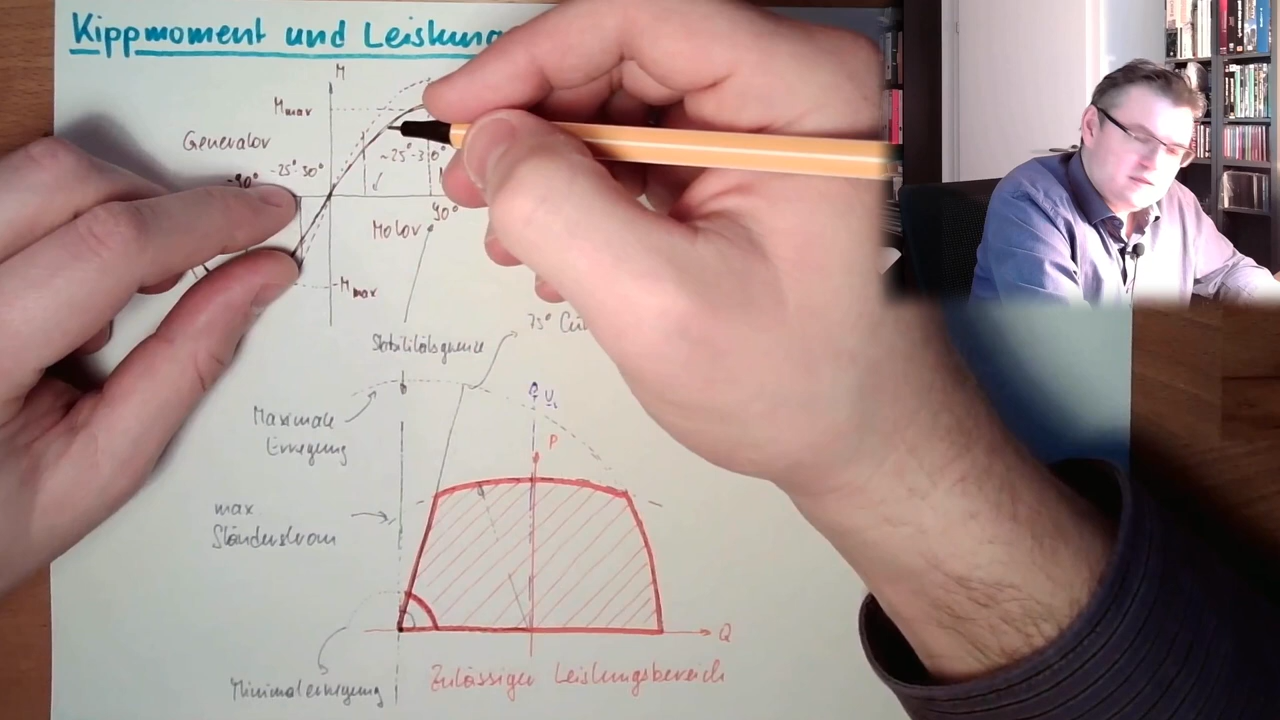 Kippmoment und Leistung
M
Mmax
Generator
~25°-30°
-25°-30°
-90°
90°
Motor
-Mmax
75°
Stabilitätsgrenze
Maximale
Erregung
P
max
Ständerstrom
Q
Zulässiger Leistungsbereich
Minimalerregung